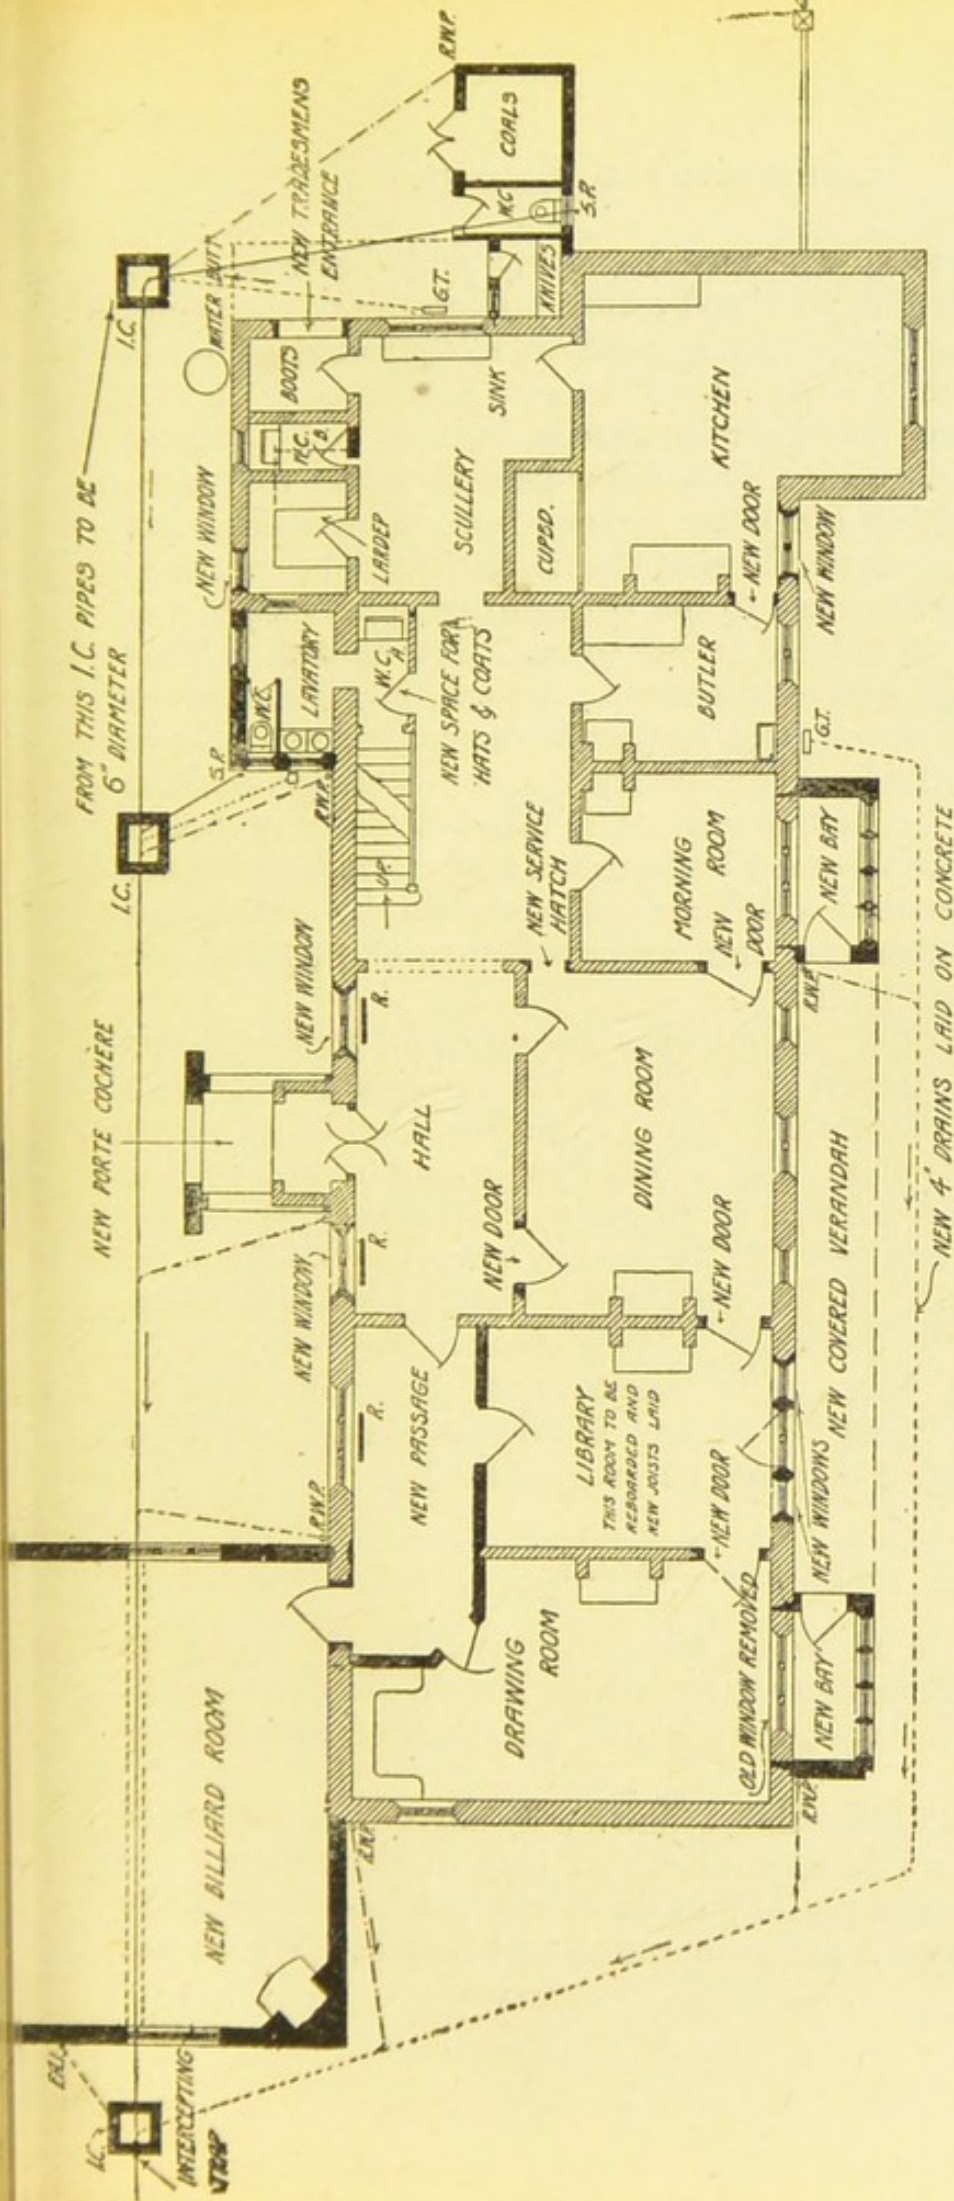 FROM THIS I.C. PIPES TO BE
6" DIAMETER
I.C.
I.C.
I.C.
INTERCEPTING
TRAP
NEW BILLIARD ROOM
NEW PORTE COCHERE
NEW WINDOW
NEW WINDOW
NEW WINDOW
WATER BUTT
NEW TRADESMENS
ENTRANCE
R.W.P.
COALS
W.C
S.P.
KNIVES
G.T.
BOOTS
W.C.
B.
LARDEP
SINK
SCULLERY
CUPBD.
KITCHEN
LAVATORY
W.C.
S.P.
R.W.P.
W.C.
A
NEW SPACE FOR
HATS & COATS
UP.
BUTLER
NEW DOOR
NEW WINDOW
G.T.
NEW SERVICE
HATCH
MORNING
ROOM
NEW
DOOR
NEW BAY
R.W.P.
R.
HALL
R.
NEW DOOR
DINING ROOM
NEW DOOR
NEW COVERED VERANDAH
NEW PASSAGE
R.
R.W.P.
LIBRARY
THIS ROOM TO BE
REBOARDED AND
NEW JOISTS LAID
NEW DOOR
NEW WINDOWS
DRAWING
ROOM
OLD WINDOW REMOVED
NEW BAY
R.W.P.
R.W.P.
NEW 4" DRAINS LAID ON CONCRETE